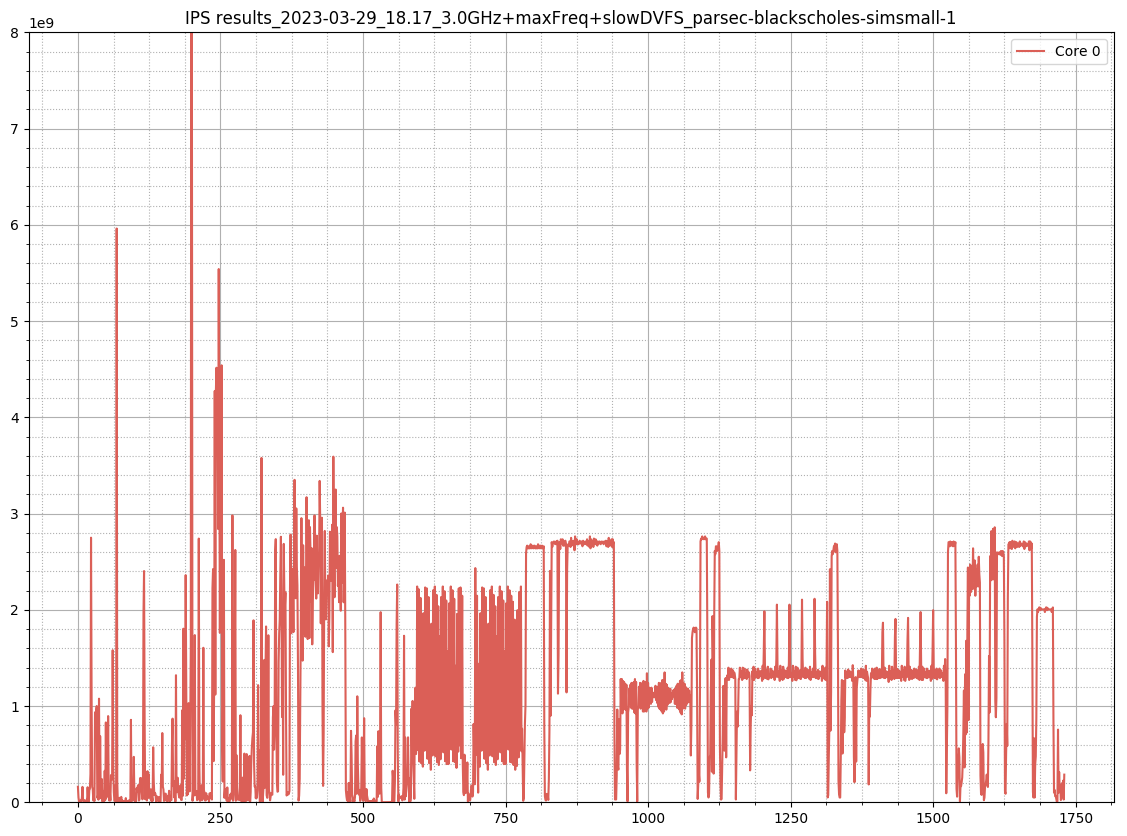 IPS results_2023-03-29_18.17_3.0GHz+maxFreq+slowDVFS_parsec-blackscholes-simsmall-1
1e9
Core 0
8
7
6
5
4
3
2
1
0
0 250 500 750 1000 1250 1500 1750